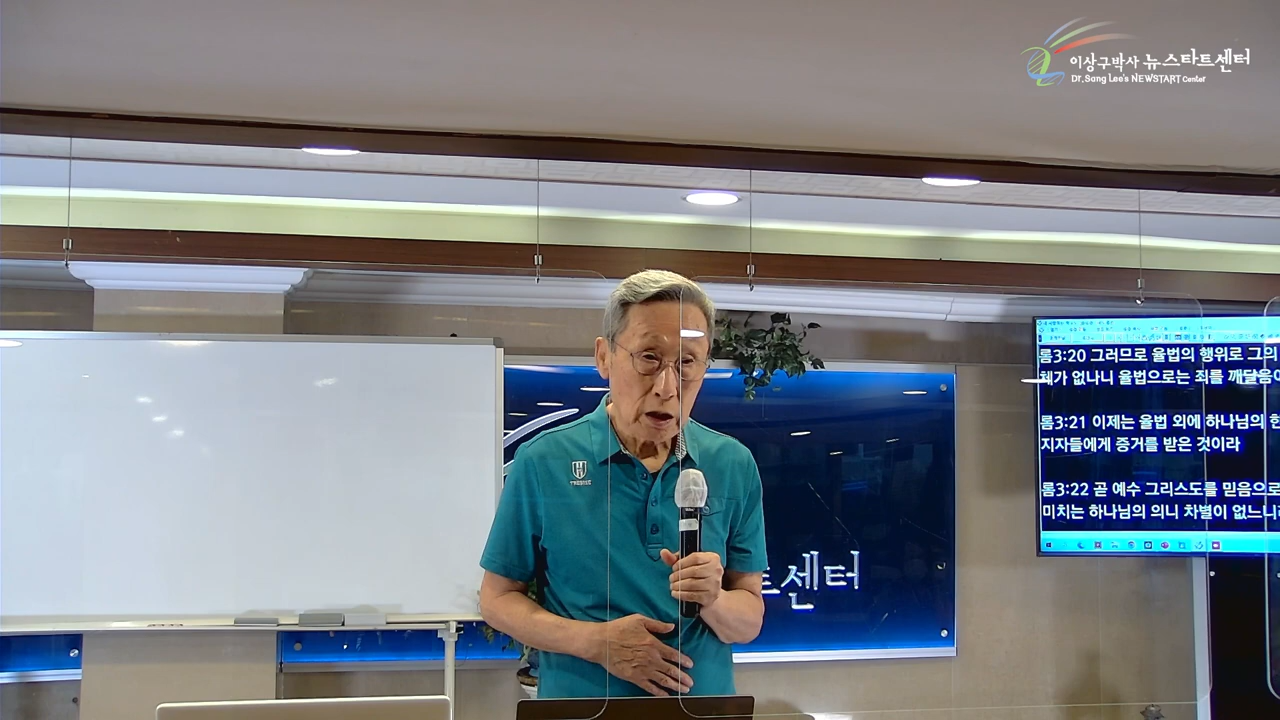 이상구박사 뉴스타트센터
Dr. Sang Lee's NEWSTART Center
롬3:20 그러므로 율법의 행위로 그의
체가 없나니 율법으로는 죄를 깨달음이
롬3:21 이제는 율법 외에 하나님의 한
지자들에게 증거를 받은 것이라
롬3:22 곧 예수 그리스도를 믿음으로
미치는 하나님의 의니 차별이 없느니라
트센터